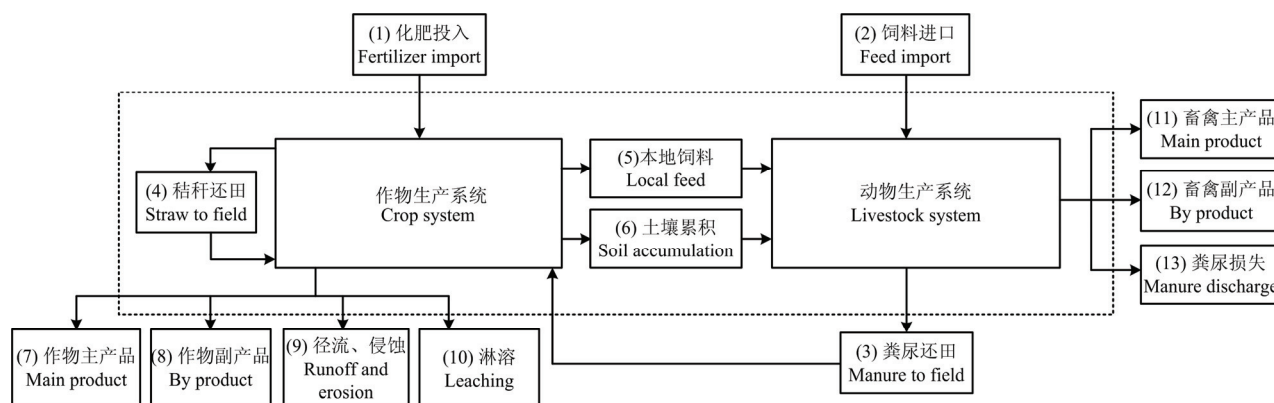 (1) 化肥投入
Fertilizer import
(2) 饲料进口
Feed import
(11) 畜禽主产品
Main product
(5)本地饲料
Local feed
(4) 秸秆还田
Straw to field
作物生产系统
Crop system
动物生产系统
Livestock system
(12) 畜禽副产品
By product
(6) 土壤累积
Soil accumulation
(13) 粪尿损失
Manure discharge
(7) 作物主产品
Main product
(8) 作物副产品
By product
(9) 径流、侵蚀
Runoff and
erosion
(10) 淋溶
Leaching
(3) 粪尿还田
Manure to field